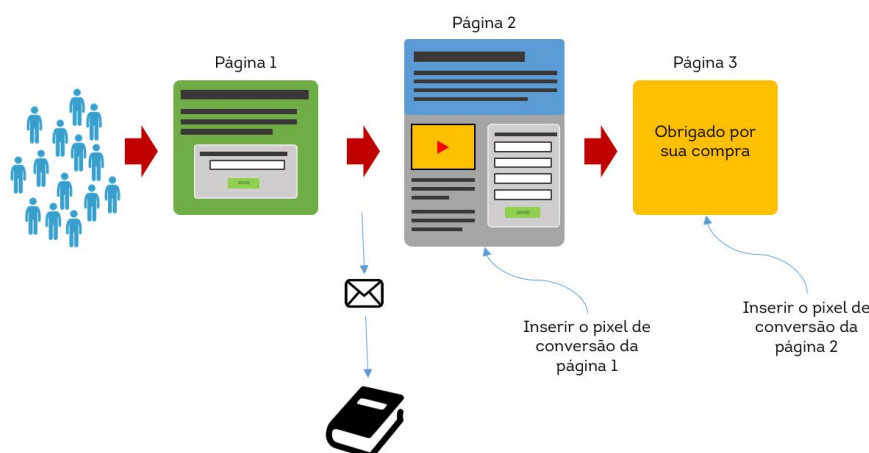 Página 1
Página 2
Página 3
Obrigado por
sua compra
Inserir o pixel de
conversão da
página 1
Inserir o pixel de
conversão da
página 2